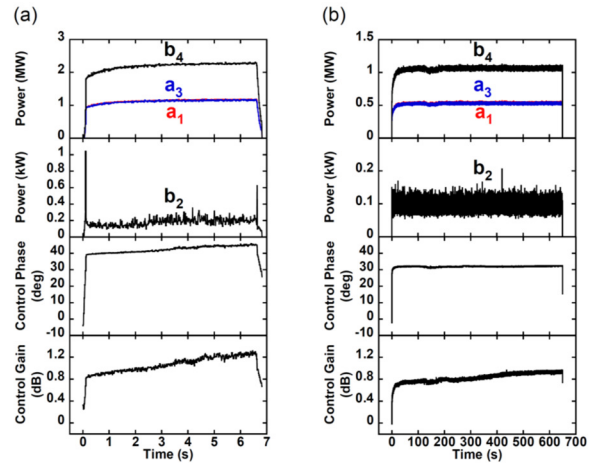 (a)
(b)
Power (MW)
3
2
1
0
b4
a3
a1
Power (MW)
1.5
1
0.5
0
b4
a3
a1
Power (kW)
1
0.8
0.6
0.4
0.2
0
b2
Power (kW)
0.2
0.1
0
b2
Control Phase
(deg)
40
30
20
10
0
-10
Control Phase
(deg)
40
30
20
10
0
-10
Control Gain
(dB)
1.2
0.8
0.4
0
Control Gain
(dB)
1.2
0.8
0.4
0
0 1 2 3 4 5 6 7
Time (s)
0 100 200 300 400 500 600 700
Time (s)